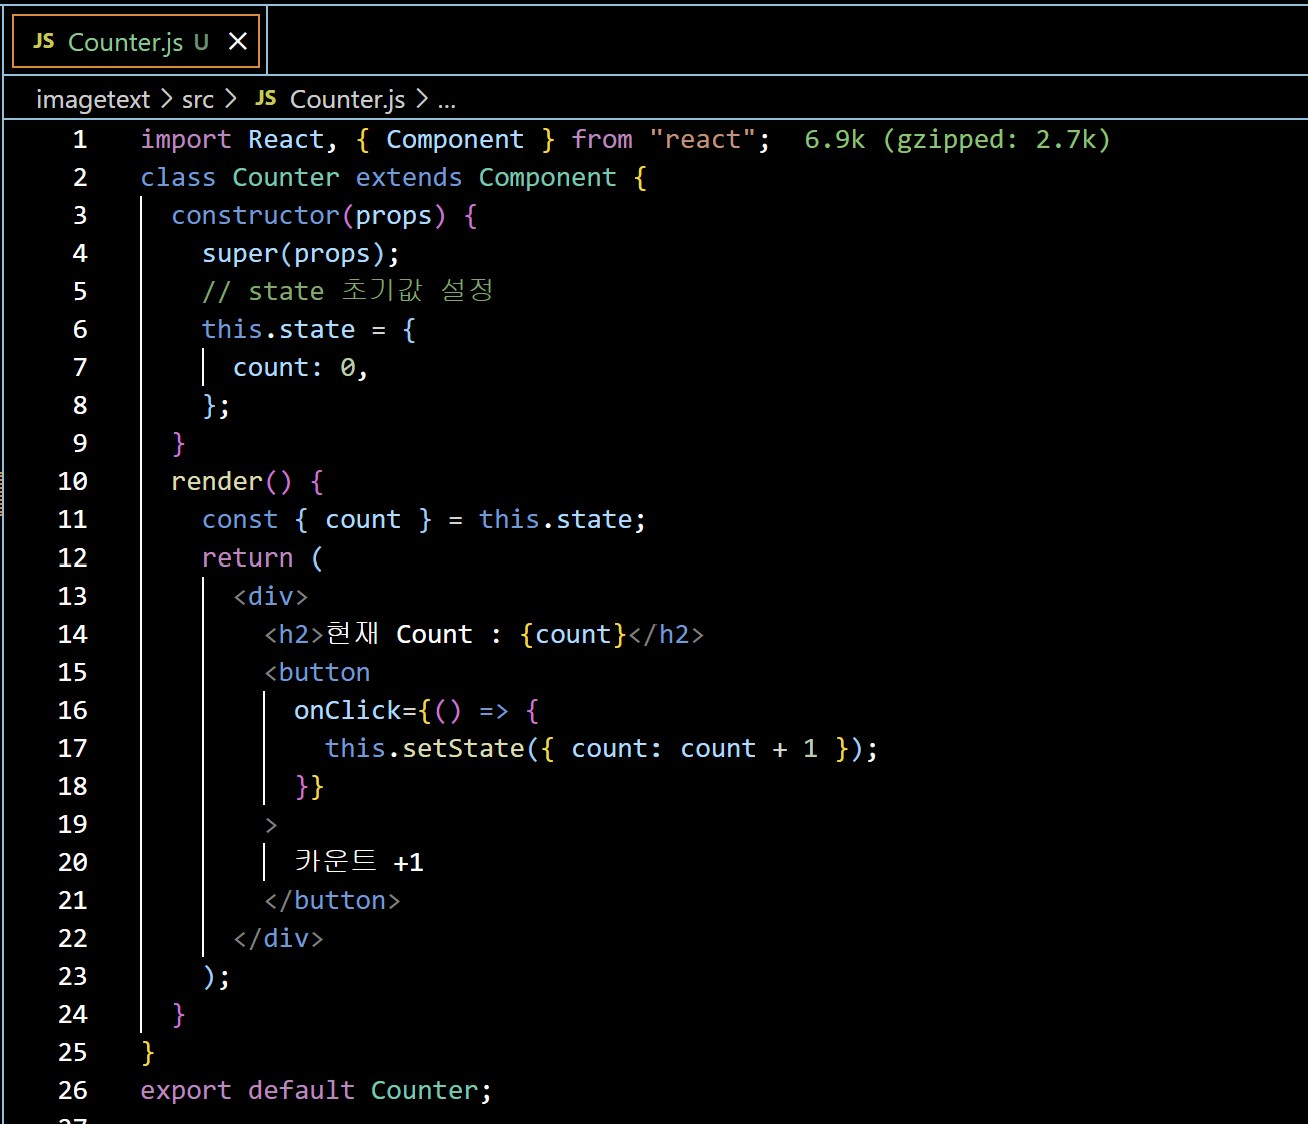 JS Counter.js U ×
imagetext > src > JS Counter.js > ...
1 import React, { Component } from "react"; 6.9k (gzipped: 2.7k)
2 class Counter extends Component {
3   constructor(props) {
4     super(props);
5     // state 초기값 설정
6     this.state = {
7       count: 0,
8     };
9   }
10   render() {
11     const { count } = this.state;
12     return (
13       <div>
14         <h2>현재 Count : {count}</h2>
15         <button
16           onClick={() => {
17             this.setState({ count: count + 1 });
18           }}
19         >
20           카운트 +1
21         </button>
22       </div>
23     );
24   }
25 }
26 export default Counter;
27